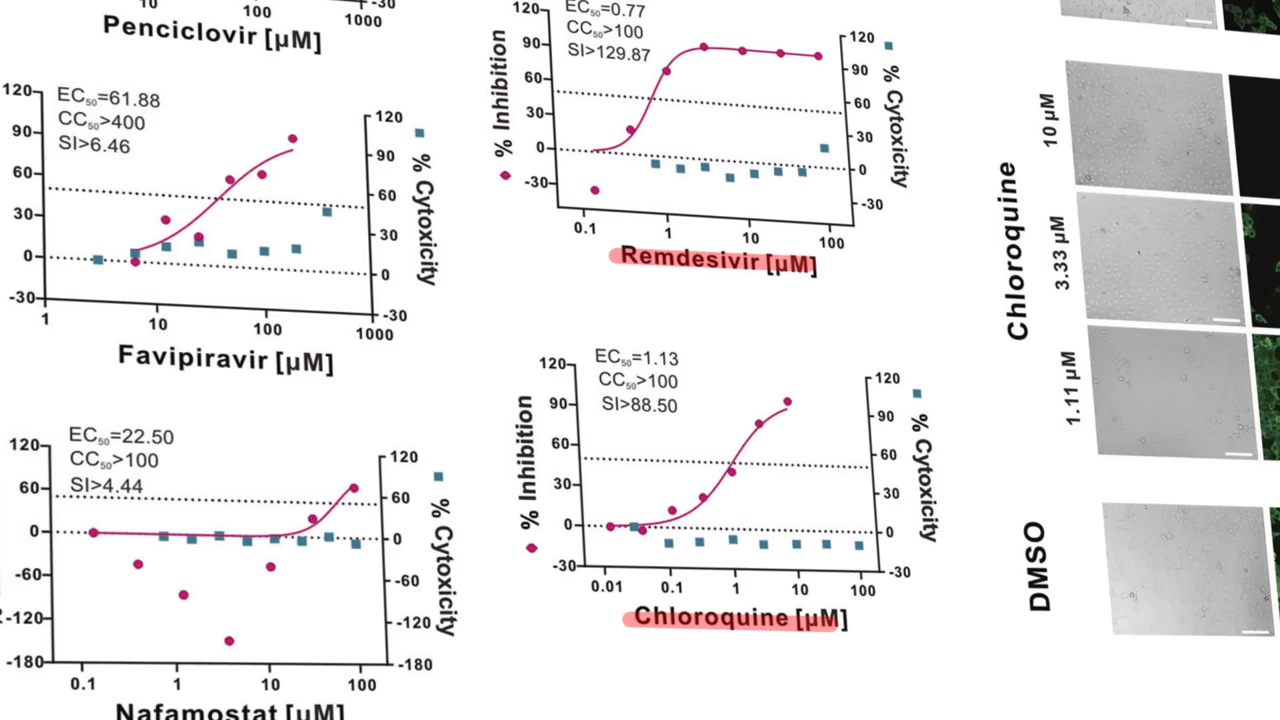 10
100
1000
-30
Penciclovir [µM]
120
90
60
30
0
-30
EC50=61.88
CC50>400
SI>6.46
120
90
60
30
0
-30
% Cytoxicity
1
10
100
1000
Favipiravir [µM]
120
60
0
-60
-120
-180
EC50=22.50
CC50>100
SI>4.44
120
60
0
-60
-120
-180
% Cytoxicity
0.1
1
10
100
Nafamostat [µM]
% Inhibition
120
90
60
30
0
-30
EC50=0.77
CC50>100
SI>129.87
120
90
60
30
0
-30
% Cytoxicity
0.1
1
10
100
Remdesivir [µM]
% Inhibition
120
90
60
30
0
-30
EC50=1.13
CC50>100
SI>88.50
120
90
60
30
0
-30
% Cytoxicity
0.01
0.1
1
10
100
Chloroquine [µM]
Chloroquine
10 µM
3.33 µM
1.11 µM
DMSO